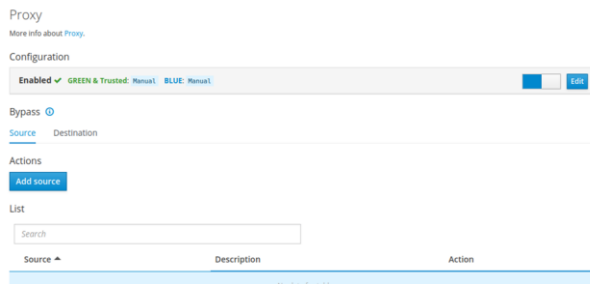 Proxy
More info about Proxy.
Configuration
Enabled GREEN & Trusted: Manual BLUE: Manual Edit
Bypass
Source Destination
Actions
Add source
List
Search
Source Description Action